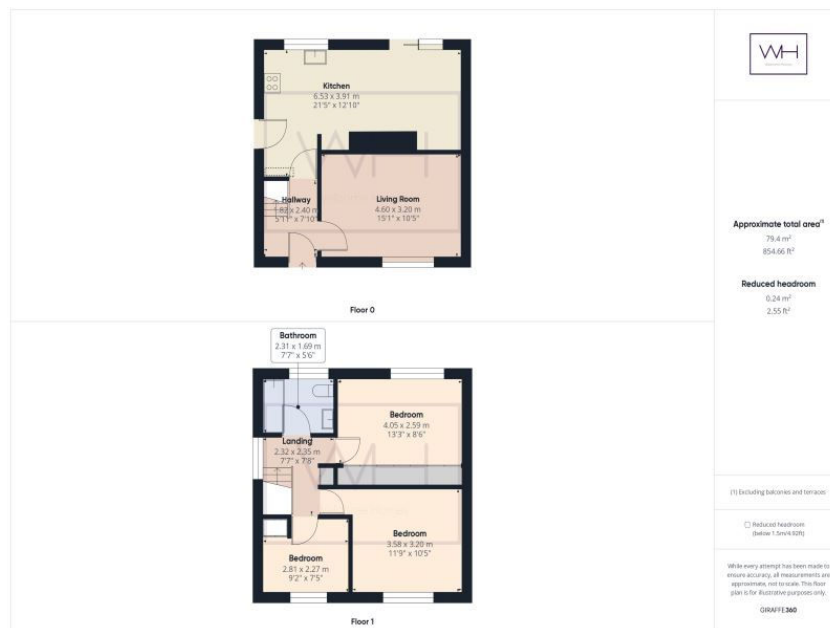 Kitchen
6.53 x 3.91 m
21'5" x 12'10"
Hallway
1.82 x 2.40 m
5'11" x 7'10"
Living Room
4.60 x 3.20 m
15'1" x 10'5"
Floor 0
Bathroom
2.31 x 1.69 m
7'7" x 5'6"
Landing
2.32 x 2.35 m
7'7" x 7'8"
Bedroom
4.05 x 2.59 m
13'3" x 8'6"
Bedroom
3.58 x 3.20 m
11'9" x 10'5"
Bedroom
2.81 x 2.27 m
9'2" x 7'5"
Floor 1
WH
Approximate total area⁽¹⁾
79.4 m²
854.66 ft²
Reduced headroom
0.24 m²
2.55 ft²
(1) Excluding balconies and terraces
Reduced headroom
(below 1.5m/4.92ft)
While every attempt has been made to
ensure accuracy, all measurements are
approximate, not to scale. This floor
plan is for illustrative purposes only.
GIRAFFE360